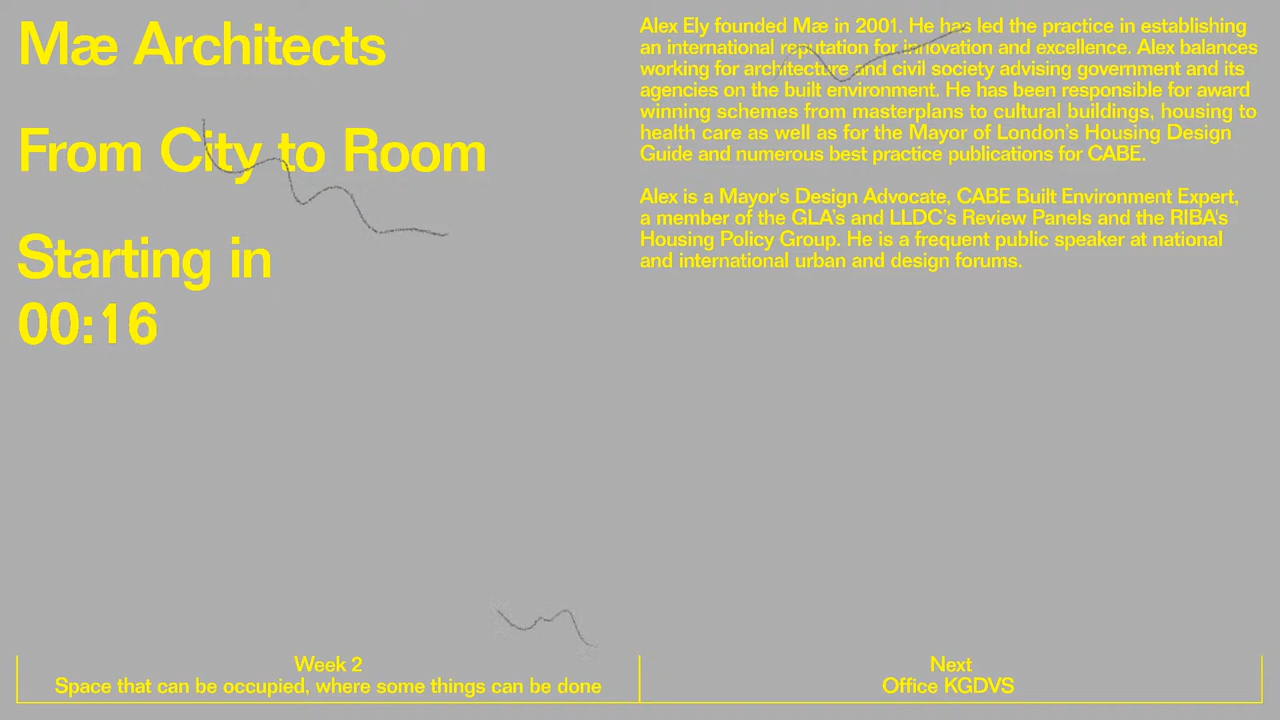 Mæ Architects
From City to Room
Starting in
00:16
Alex Ely founded Mæ in 2001. He has led the practice in establishing
an international reputation for innovation and excellence. Alex balances
working for architecture and civil society advising government and its
agencies on the built environment. He has been responsible for award
winning schemes from masterplans to cultural buildings, housing to
health care as well as for the Mayor of London’s Housing Design
Guide and numerous best practice publications for CABE.
Alex is a Mayor's Design Advocate, CABE Built Environment Expert,
a member of the GLA’s and LLDC’s Review Panels and the RIBA’s
Housing Policy Group. He is a frequent public speaker at national
and international urban and design forums.
Week 2
Space that can be occupied, where some things can be done
Next
Office KGDVS